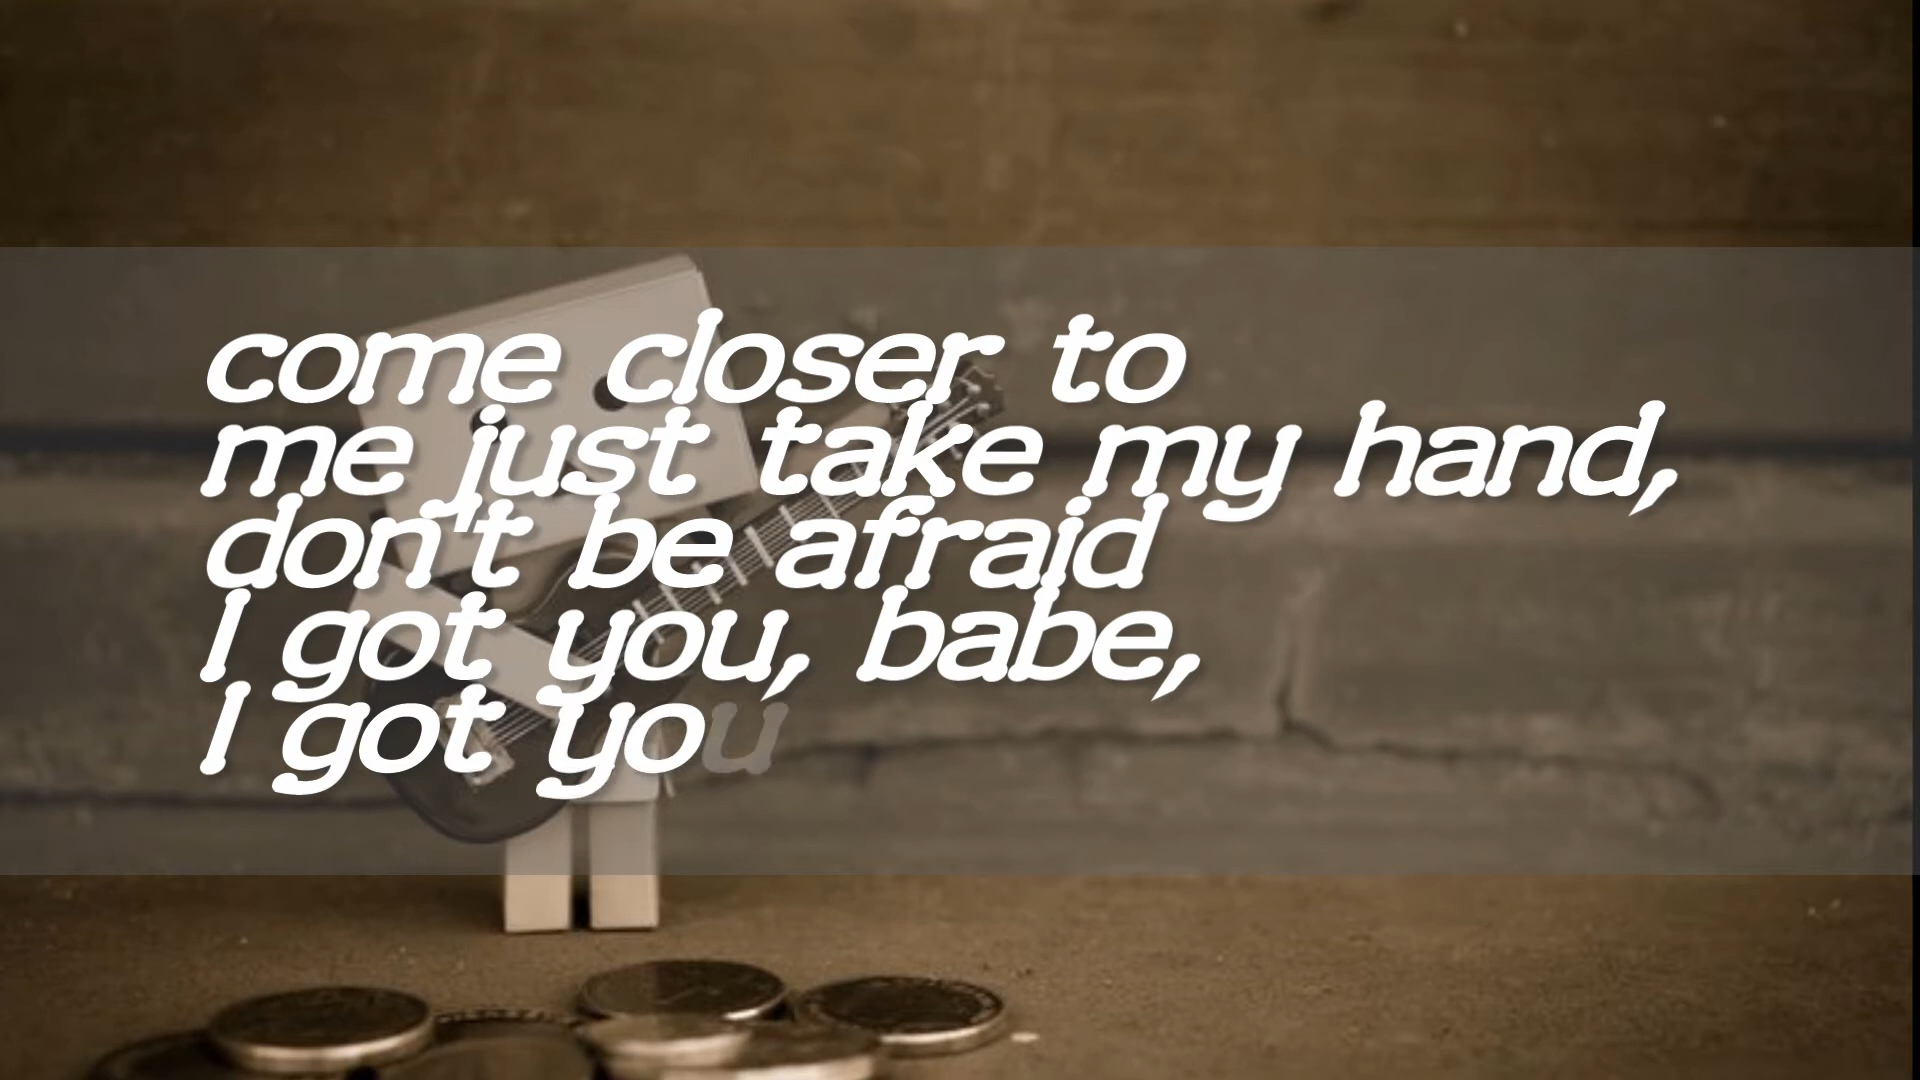 come closer to
me just take my hand,
don't be afraid
I got you, babe,
I got you